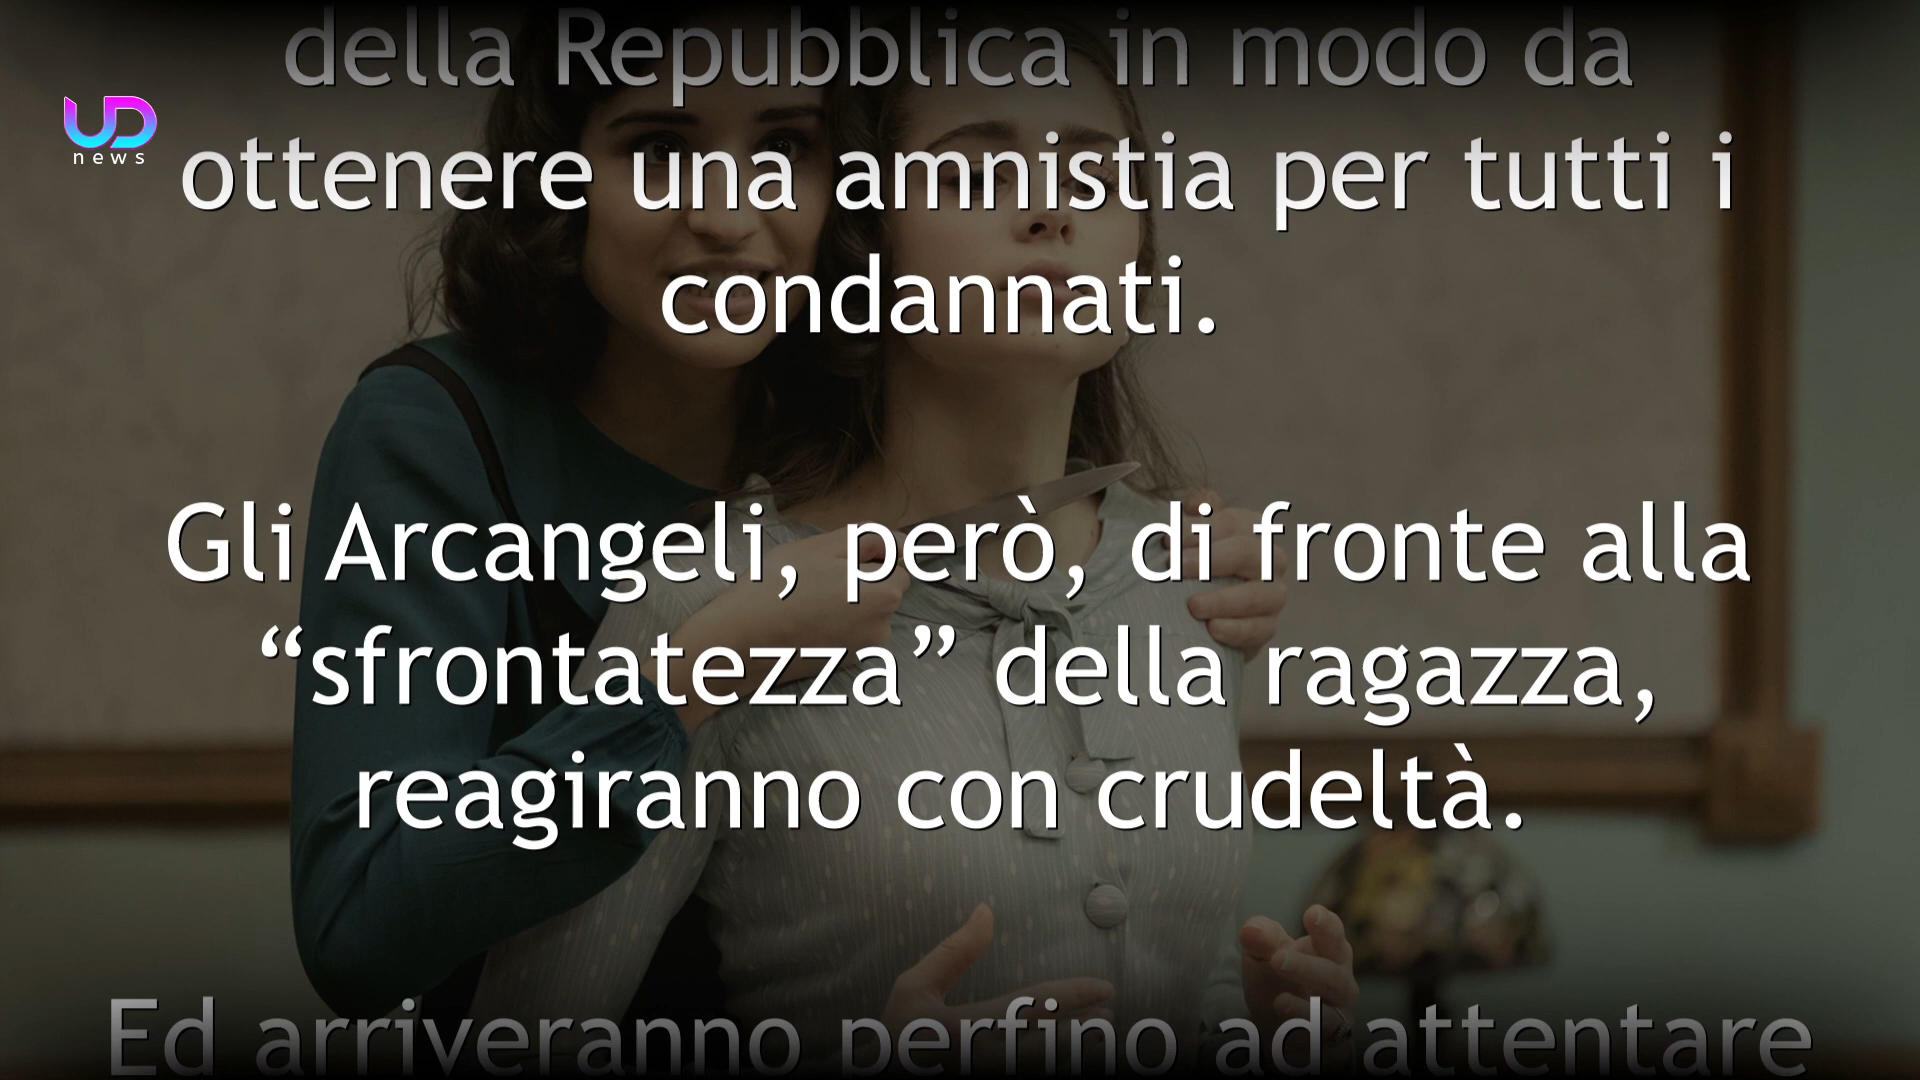 della Repubblica in modo da
UD
news
ottenere una amnistia per tutti i
condannati.
Gli Arcangeli, però, di fronte alla
“sfrontatezza” della ragazza,
reagiranno con crudeltà.
Ed arriveranno perfino ad attentare